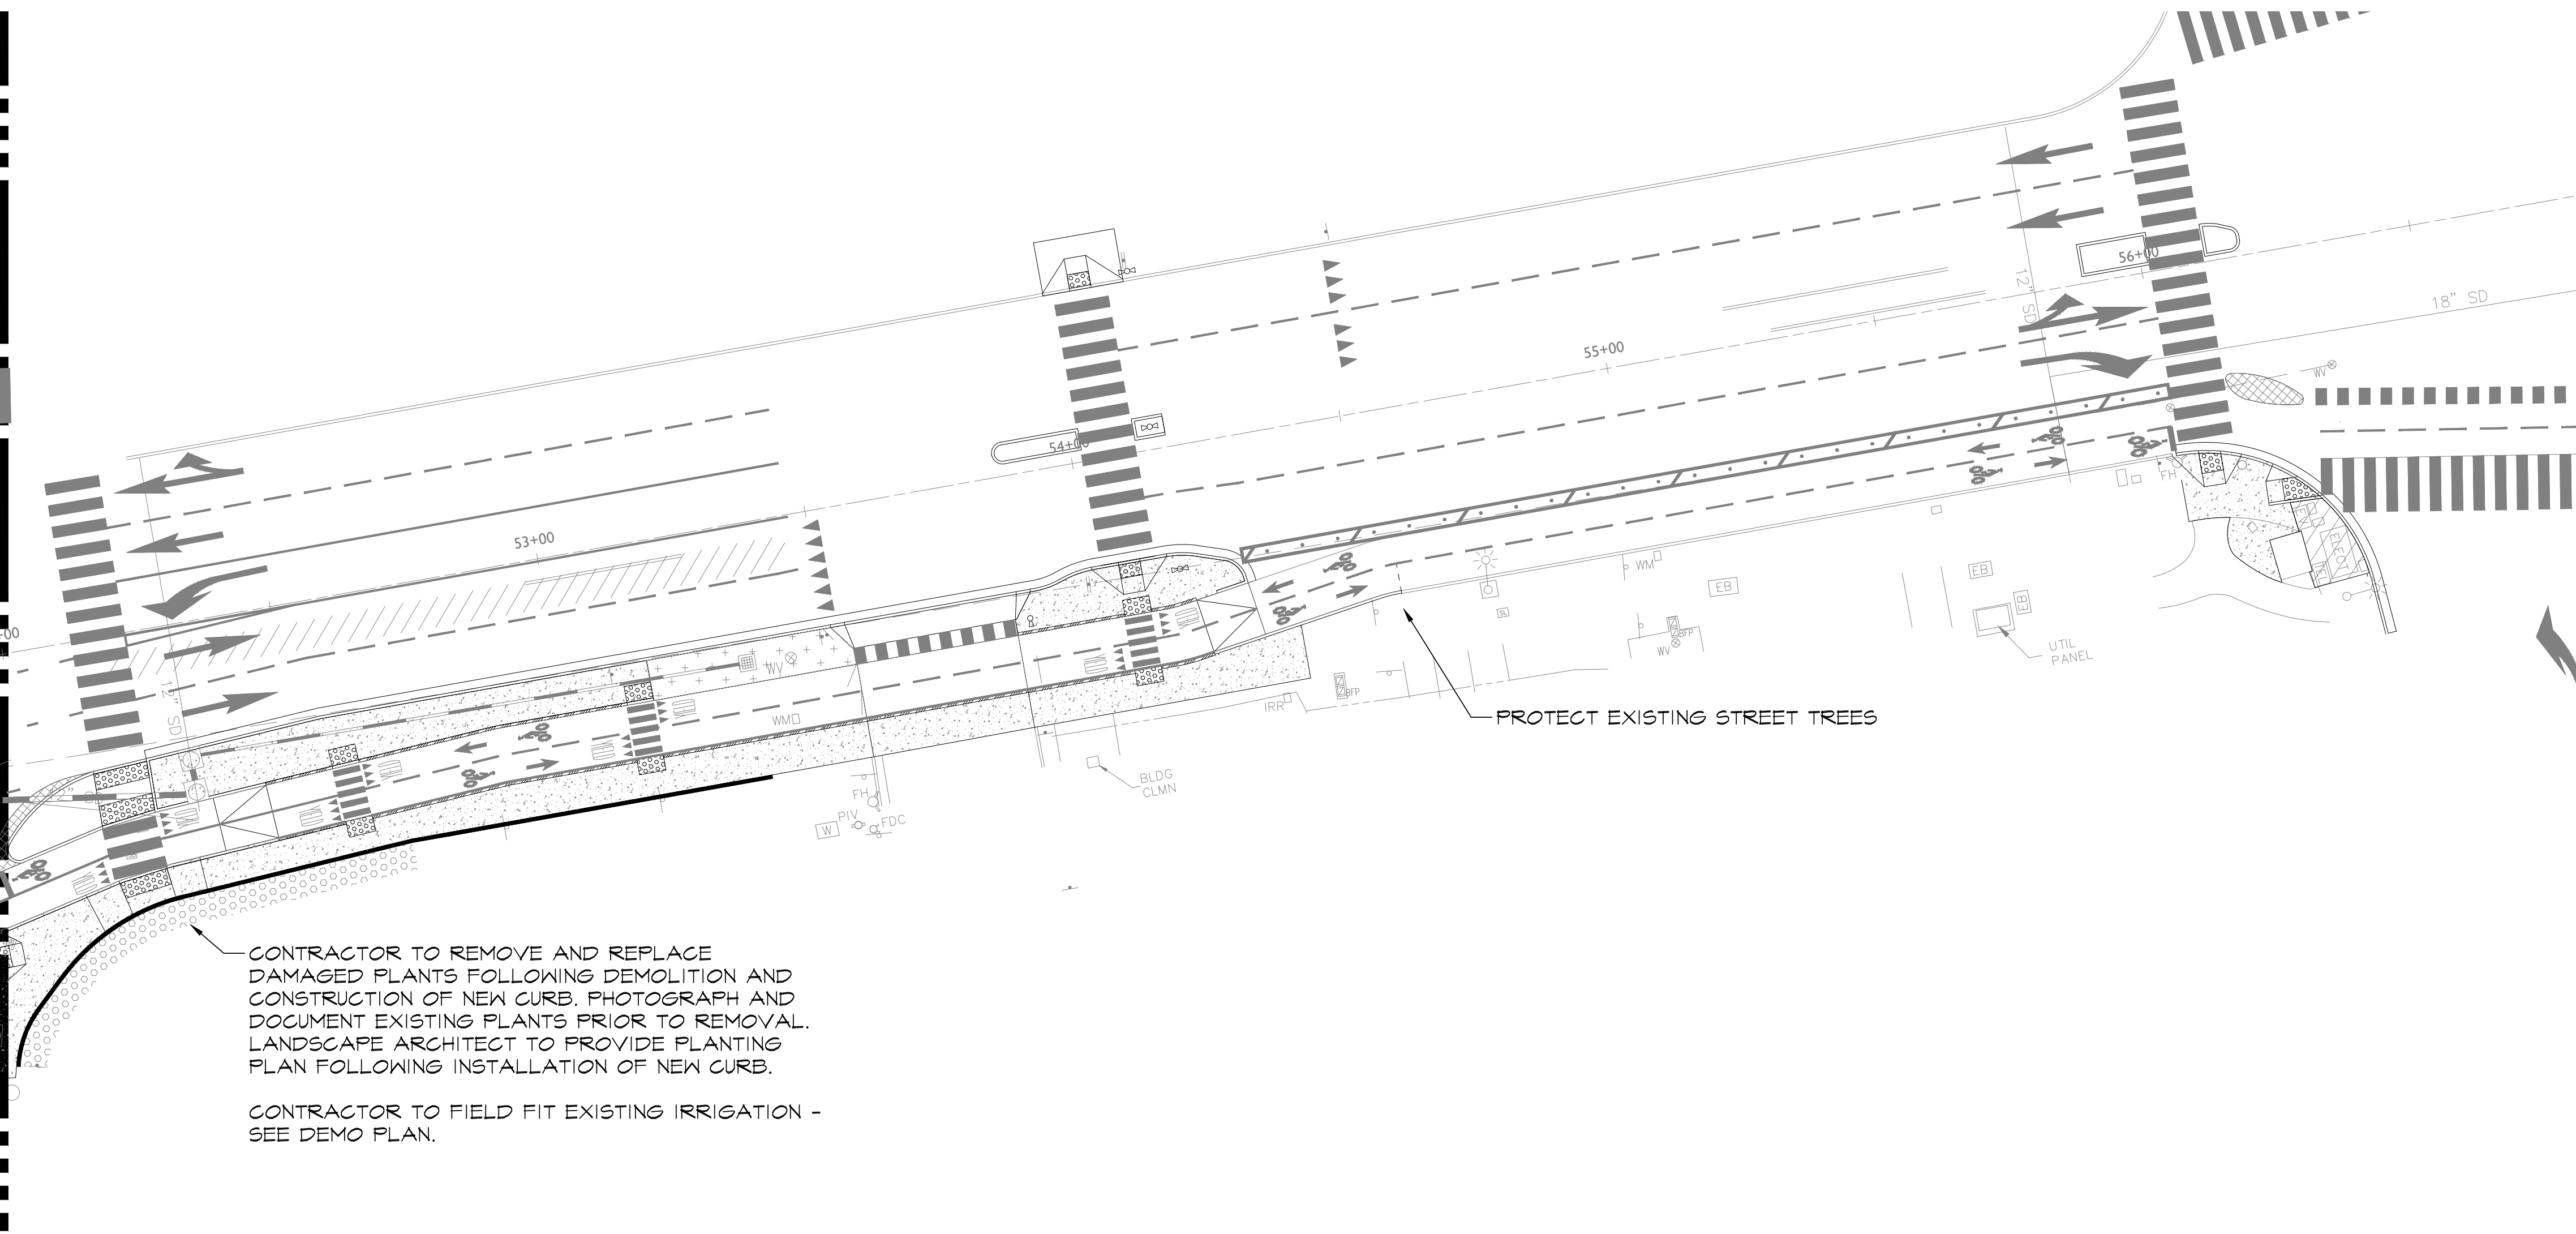 56+00
12" SD
18" SD
55+00
WV
54+00
FH
ELECT
53+00
WM
EB
EB
EB
SL
BFP
WV
UTIL
PANEL
12" SD
WV
BFP
IRR
WM
PROTECT EXISTING STREET TREES
BLDG
CLMN
FH
PIV
FDC
W
CONTRACTOR TO REMOVE AND REPLACE
DAMAGED PLANTS FOLLOWING DEMOLITION AND
CONSTRUCTION OF NEW CURB. PHOTOGRAPH AND
DOCUMENT EXISTING PLANTS PRIOR TO REMOVAL.
LANDSCAPE ARCHITECT TO PROVIDE PLANTING
PLAN FOLLOWING INSTALLATION OF NEW CURB.
CONTRACTOR TO FIELD FIT EXISTING IRRIGATION -
SEE DEMO PLAN.